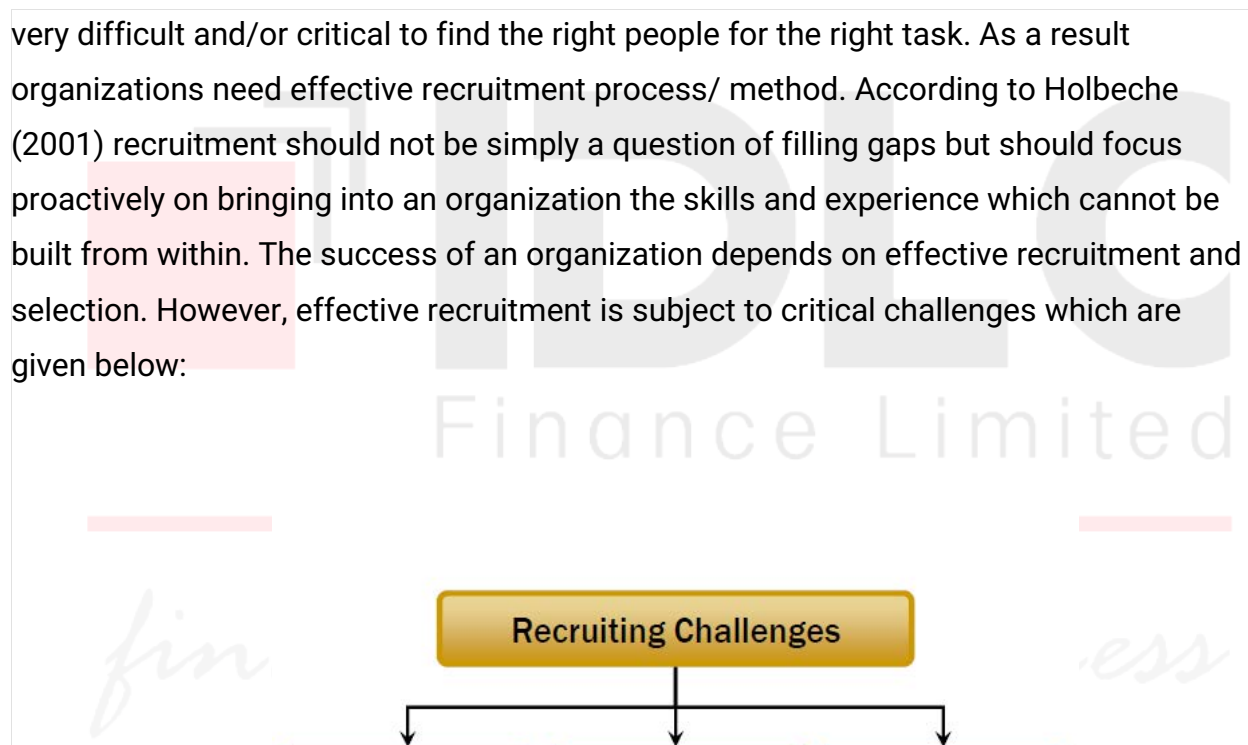 very difficult and/or critical to find the right people for the right task. As a result
organizations need effective recruitment process/ method. According to Holbeche
(2001) recruitment should not be simply a question of filling gaps but should focus
proactively on bringing into an organization the skills and experience which cannot be
built from within. The success of an organization depends on effective recruitment and
selection. However, effective recruitment is subject to critical challenges which are
given below:
IDLC
Finance Limited
fin
ess
Recruiting Challenges